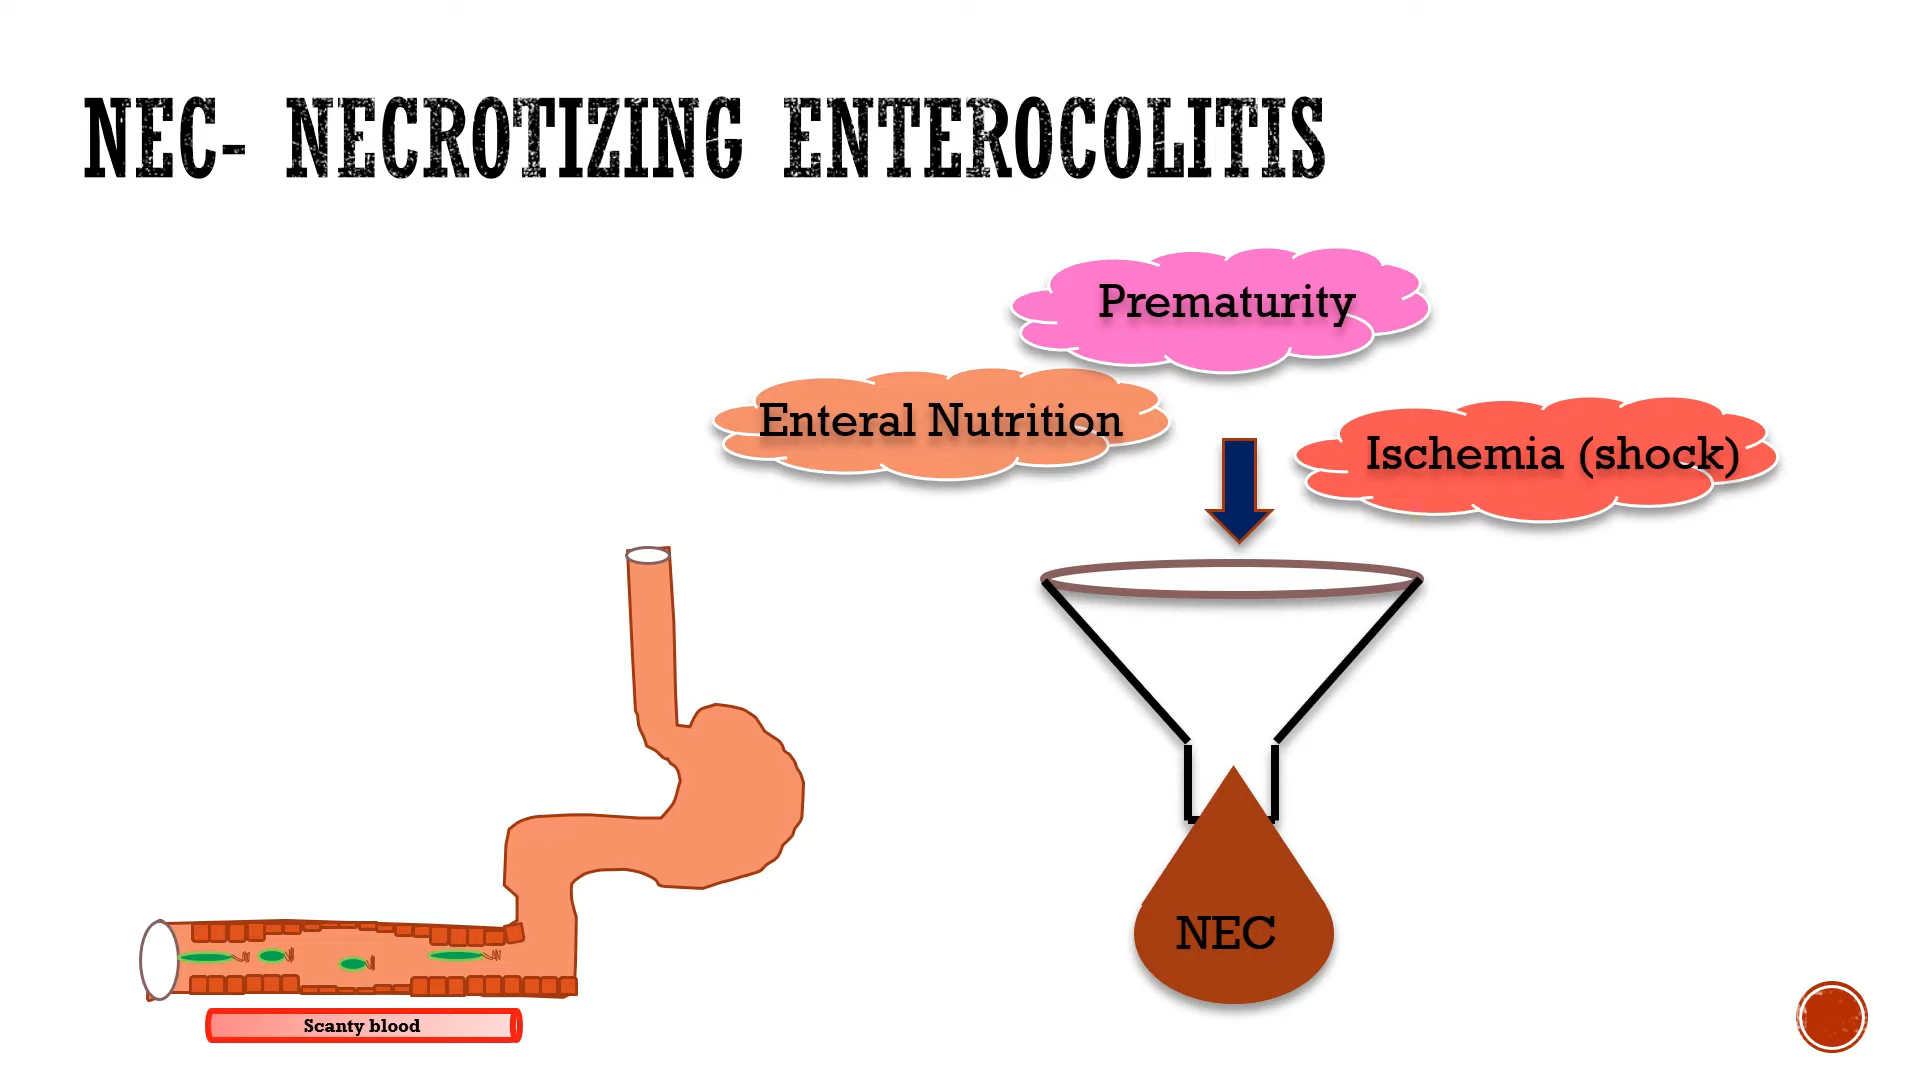 NEC- NECROTIZING ENTEROCOLITIS
Prematurity
Enteral Nutrition
Ischemia (shock)
NEC
Scanty blood